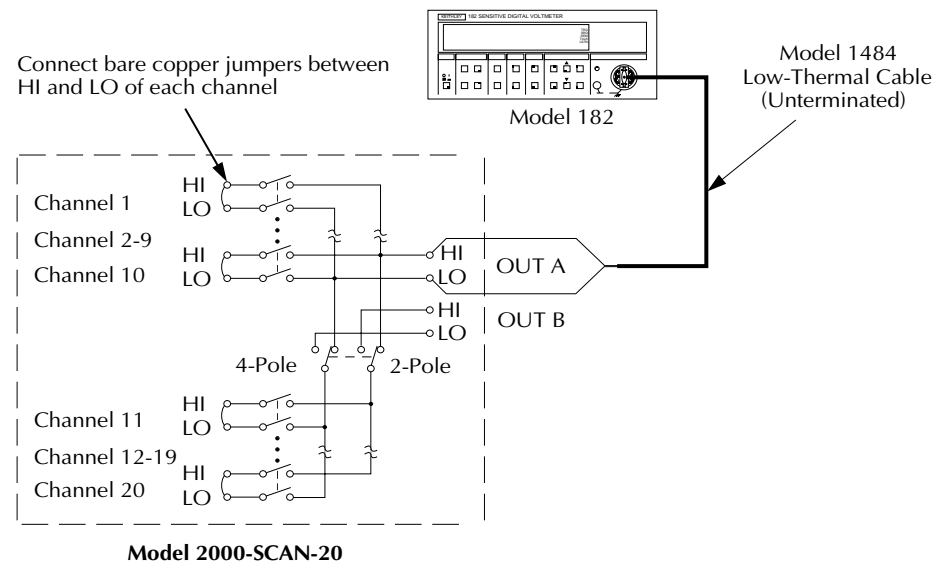 KEITHLEY 182 SENSITIVE DIGITAL VOLTMETER
Connect bare copper jumpers between
HI and LO of each channel
Model 182
Model 1484
Low-Thermal Cable
(Unterminated)
Channel 1
HI
LO
Channel 2-9
Channel 10
HI
LO
HI
LO
OUT A
HI
LO
OUT B
4-Pole
2-Pole
Channel 11
HI
LO
Channel 12-19
Channel 20
HI
LO
Model 2000-SCAN-20